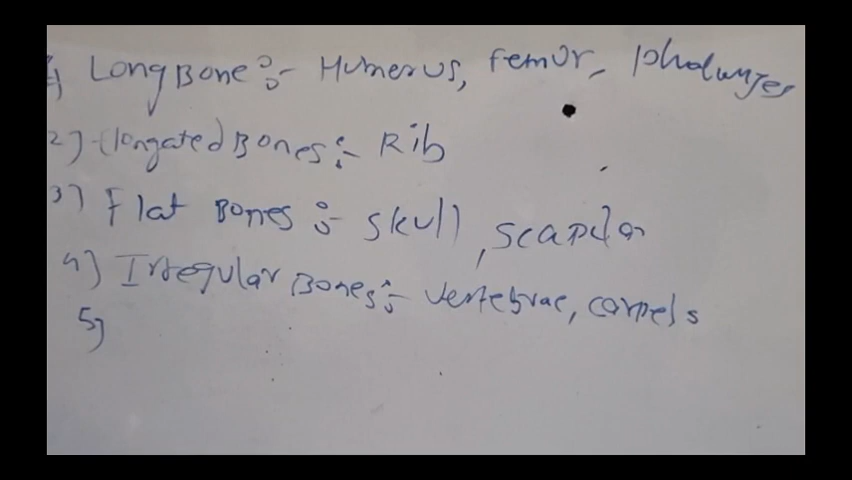 1) Long Bone :- Humerus, femur, phalanges
2) Elongated Bones :- Rib
3) Flat Bones :- skull, scapula
4) Irregular Bones :- vertebrae, carpels
5)